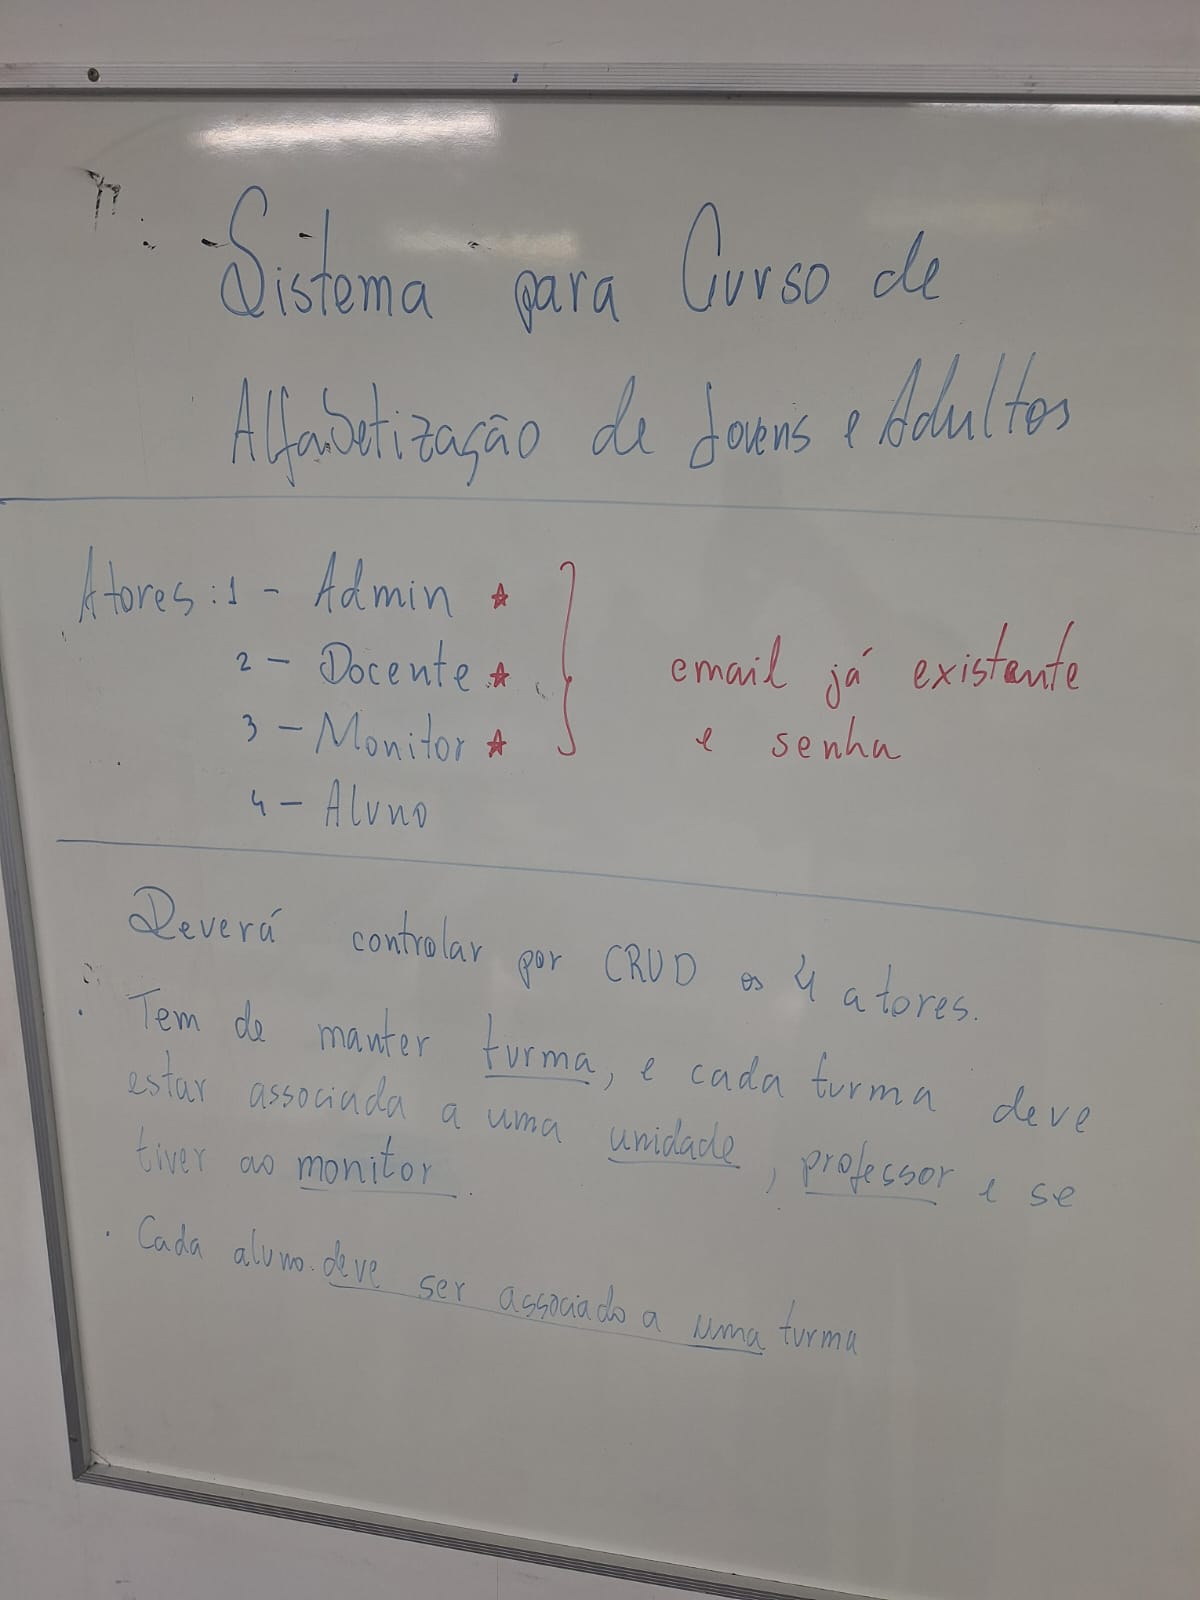 Sistema para Curso de
Alfabetização de Jovens e Adultos
Atores: 1 - Admin ☆
2 - Docente ☆
3 - Monitor ☆
4 - Aluno
email já existente
e senha
Deverá controlar por CRUD os 4 atores.
. Tem de manter turma, e cada turma deve
estar associada a uma unidade, professor e se
tiver ao monitor.
. Cada aluno deve ser associado a uma turma